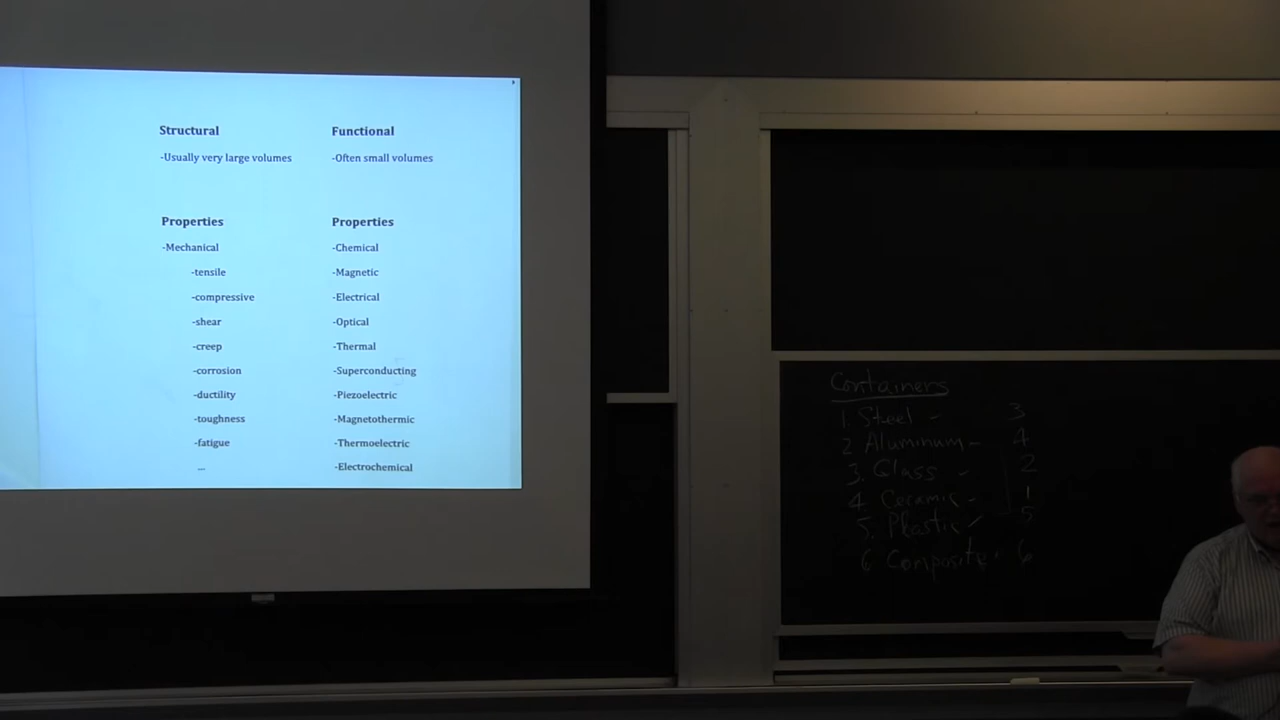 Structural
-Usually very large volumes
Properties
-Mechanical
-tensile
-compressive
-shear
-creep
-corrosion
-ductility
-toughness
-fatigue
...
Functional
-Often small volumes
Properties
-Chemical
-Magnetic
-Electrical
-Optical
-Thermal
-Superconducting
-Piezoelectric
-Magnetothermic
-Thermoelectric
-Electrochemical
Containers
1. Steel - 3
2 Aluminum - 4
3. Glass - 2
4. Ceramic - 1
5. Plastic - 5
6 Composite - 6